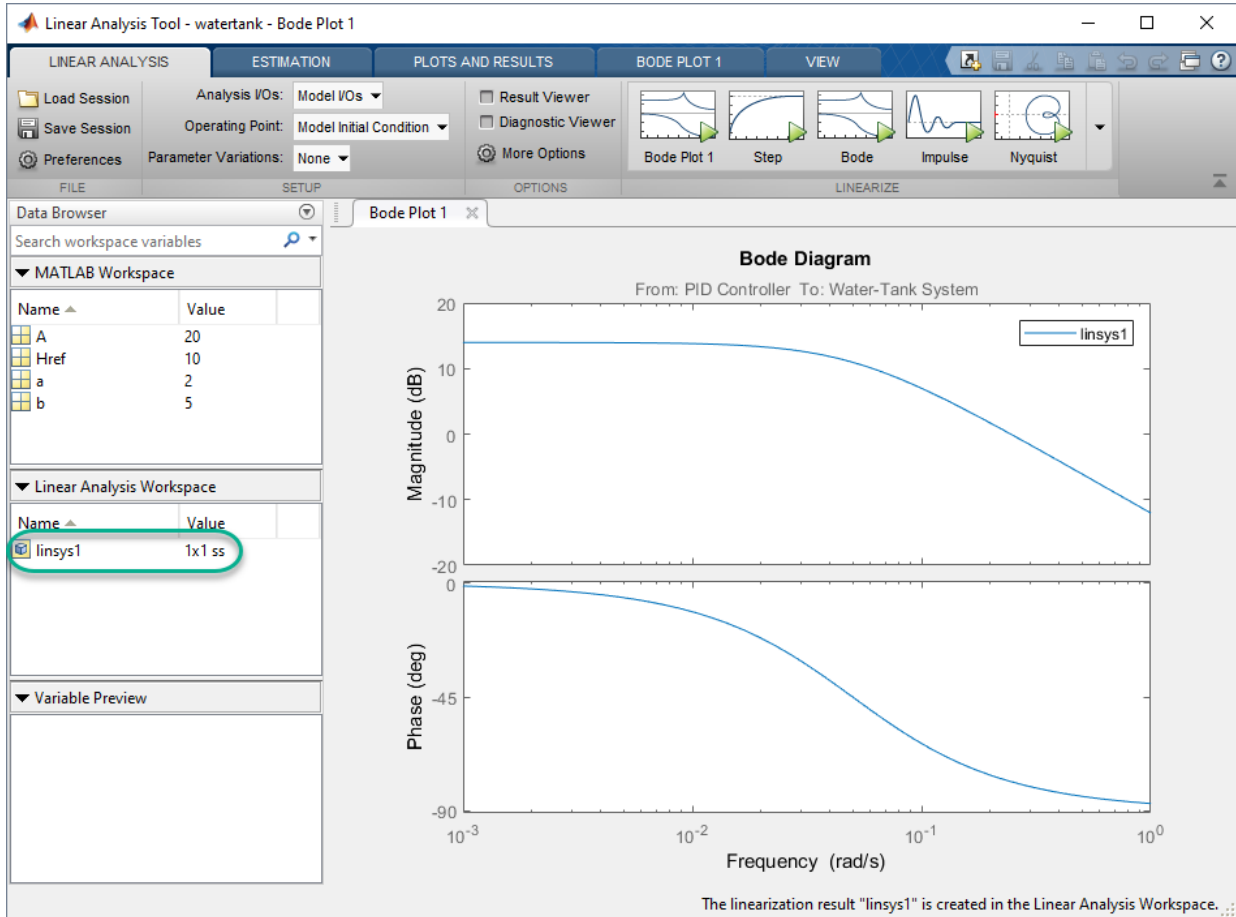 Linear Analysis Tool - watertank - Bode Plot 1
LINEAR ANALYSIS ESTIMATION PLOTS AND RESULTS BODE PLOT 1 VIEW
Load Session
Save Session
Preferences
FILE
Analysis I/Os: Model I/Os
Operating Point: Model Initial Condition
Parameter Variations: None
SETUP
Result Viewer
Diagnostic Viewer
More Options
OPTIONS
Bode Plot 1 Step Bode Impulse Nyquist
LINEARIZE
Data Browser
Search workspace variables
MATLAB Workspace
Name Value
A 20
Href 10
a 2
b 5
Linear Analysis Workspace
Name Value
linsys1 1x1 ss
Variable Preview
Bode Plot 1
Bode Diagram
From: PID Controller To: Water-Tank System
linsys1
Magnitude (dB)
20
10
0
-10
-20
Phase (deg)
0
-45
-90
10^-3 10^-2 10^-1 10^0
Frequency (rad/s)
The linearization result "linsys1" is created in the Linear Analysis Workspace.